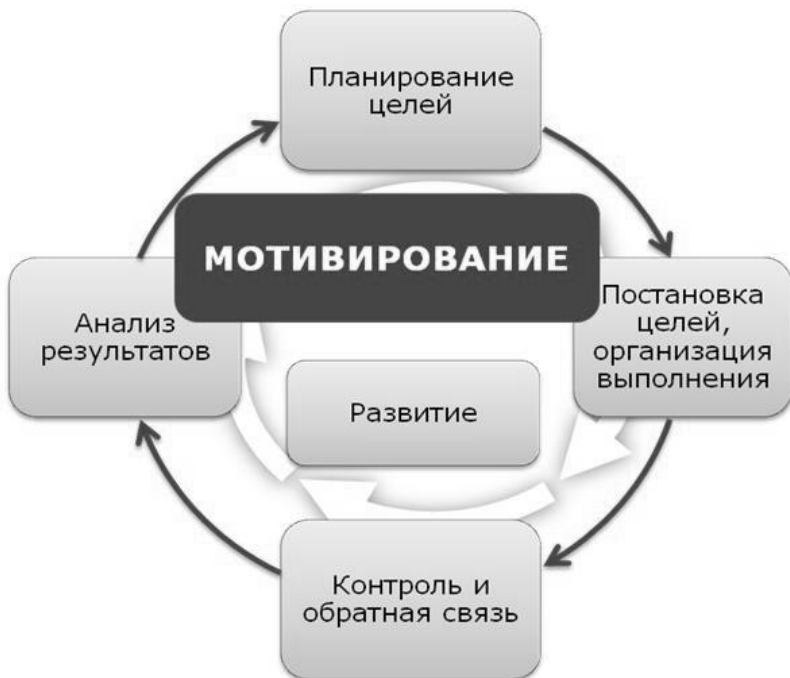 Планирование
целей
МОТИВИРОВАНИЕ
Анализ
результатов
Постановка
целей,
организация
выполнения
Развитие
Контроль и
обратная связь